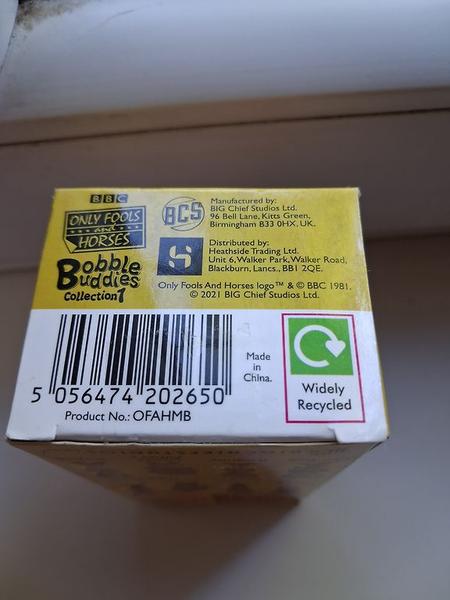 BBC
ONLY FOOLS
and
HORSES
Bobble
Buddies
Collection 1
BCS
Manufactured by:
BIG Chief Studios Ltd.
96 Bell Lane, Kitts Green,
Birmingham B33 0HX, UK.
Distributed by:
Heathside Trading Ltd.
Unit 6, Walker Park, Walker Road,
Blackburn, Lancs., BB1 2QE.
Only Fools And Horses logo™ & © BBC 1981.
© 2021 BIG Chief Studios Ltd.
5 056474 202650
Product No.: OFAHMB
Made
in
China.
Widely
Recycled